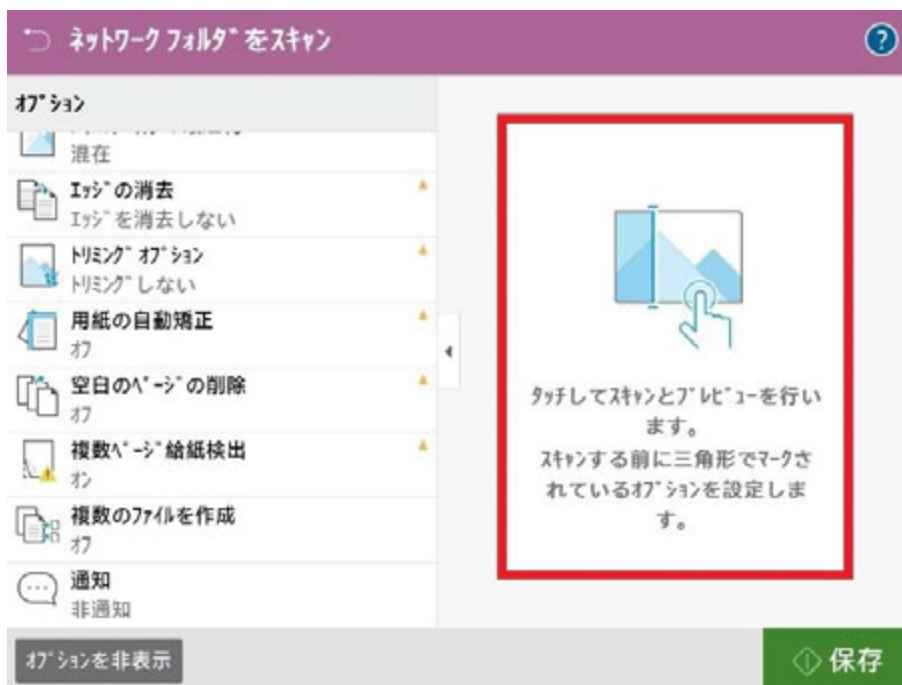 ﾈｯﾄﾜｰｸ ﾌｫﾙﾀﾞをｽｷｬﾝ
?
ｵﾌﾟｼｮﾝ
混在
ｴｯｼﾞの消去
ｴｯｼﾞを消去しない
ﾄﾘﾐﾝｸﾞ ｵﾌﾟｼｮﾝ
ﾄﾘﾐﾝｸﾞしない
用紙の自動矯正
ｵﾌ
空白のﾍﾟｰｼﾞの削除
ｵﾌ
複数ﾍﾟｰｼﾞ給紙検出
ｵﾝ
複数のﾌｧｲﾙを作成
ｵﾌ
通知
非通知
ﾀｯﾁしてｽｷｬﾝとﾌﾟﾚﾋﾞｭｰを行い
ます。
ｽｷｬﾝする前に三角形でﾏｰｸさ
れているｵﾌﾟｼｮﾝを設定しま
す。
ｵﾌﾟｼｮﾝを非表示
保存